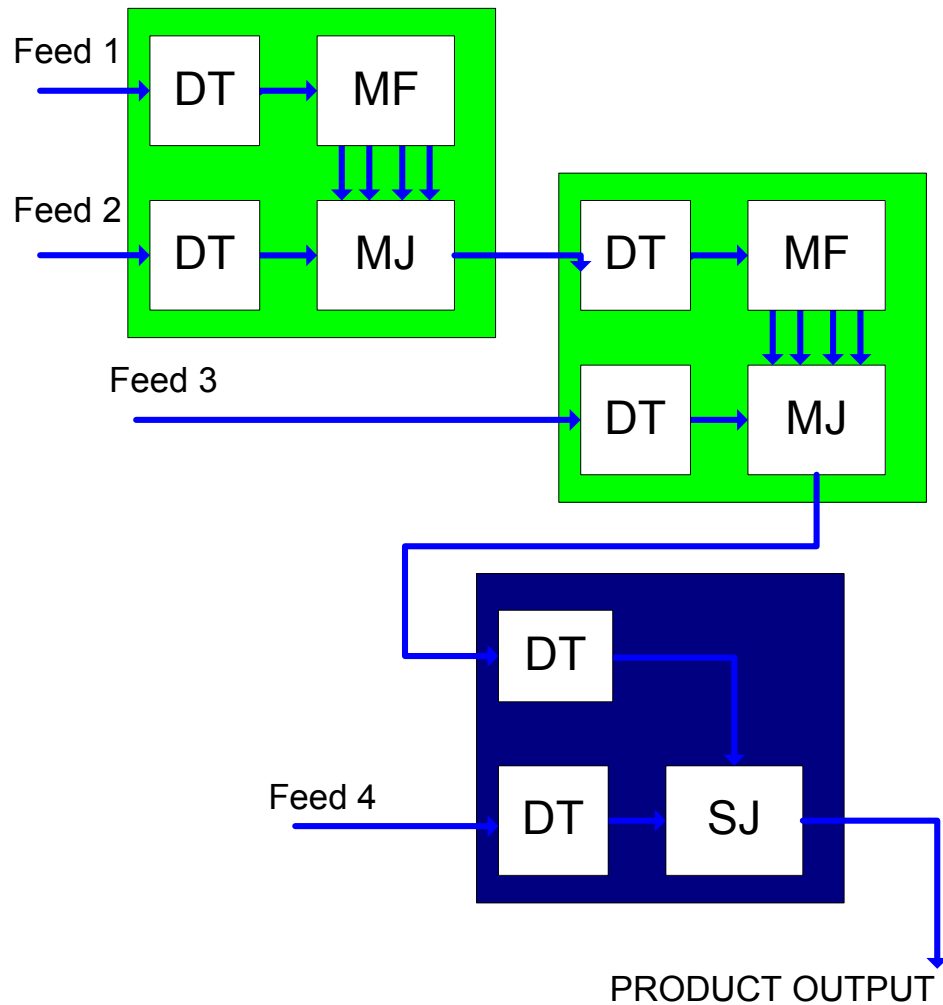 Feed 1
DT
MF
Feed 2
DT
MJ
DT
MF
Feed 3
DT
MJ
DT
Feed 4
DT
SJ
PRODUCT OUTPUT